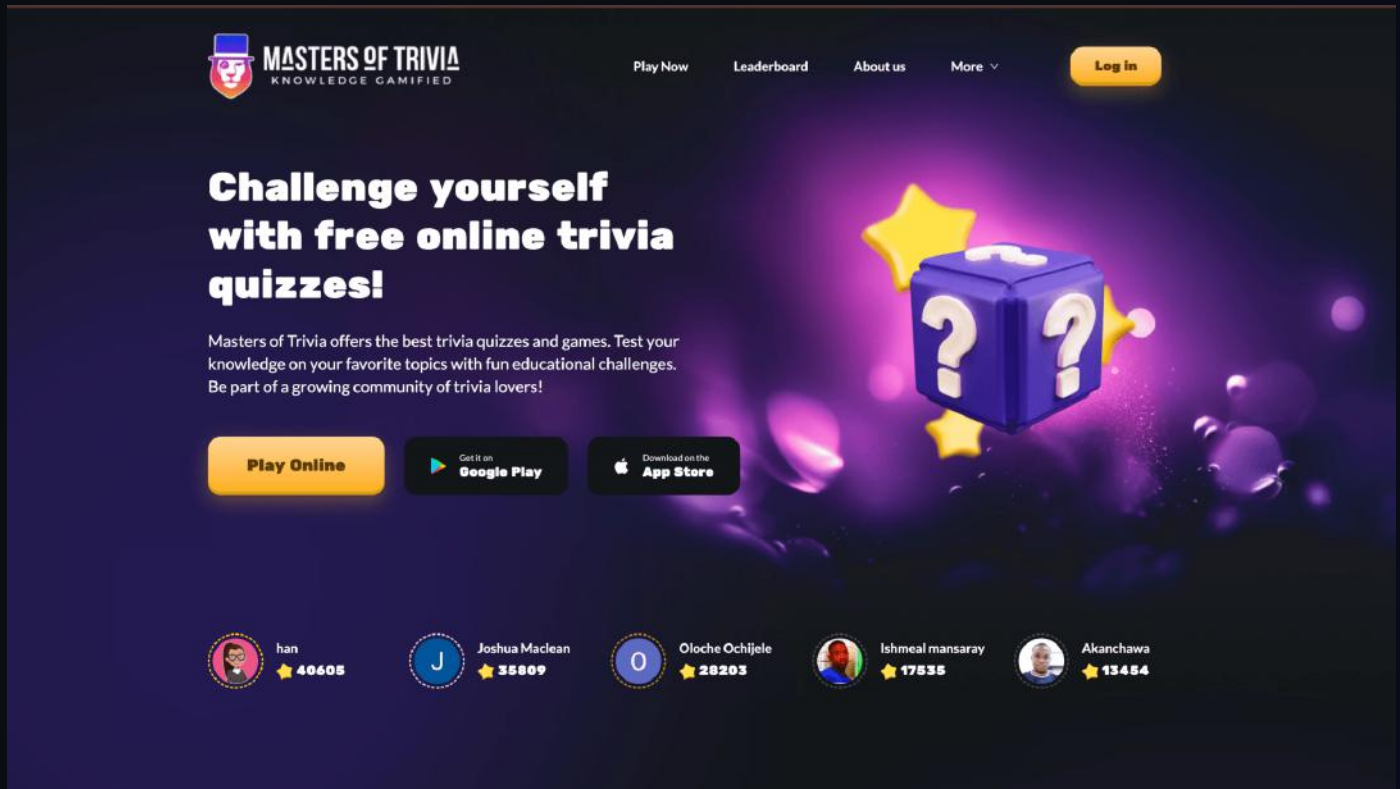 MASTERS OF TRIVIA
KNOWLEDGE GAMIFIED
Play Now
Leaderboard
About us
More
Log in
Challenge yourself
with free online trivia
quizzes!
Masters of Trivia offers the best trivia quizzes and games. Test your
knowledge on your favorite topics with fun educational challenges.
Be part of a growing community of trivia lovers!
? ?
?
Play Online
Get it on
Google Play
Download on the
App Store
han
40605
J
Joshua Maclean
35809
O
Oloche Ochijele
28203
Ishmeal mansaray
17535
Akanchawa
13454